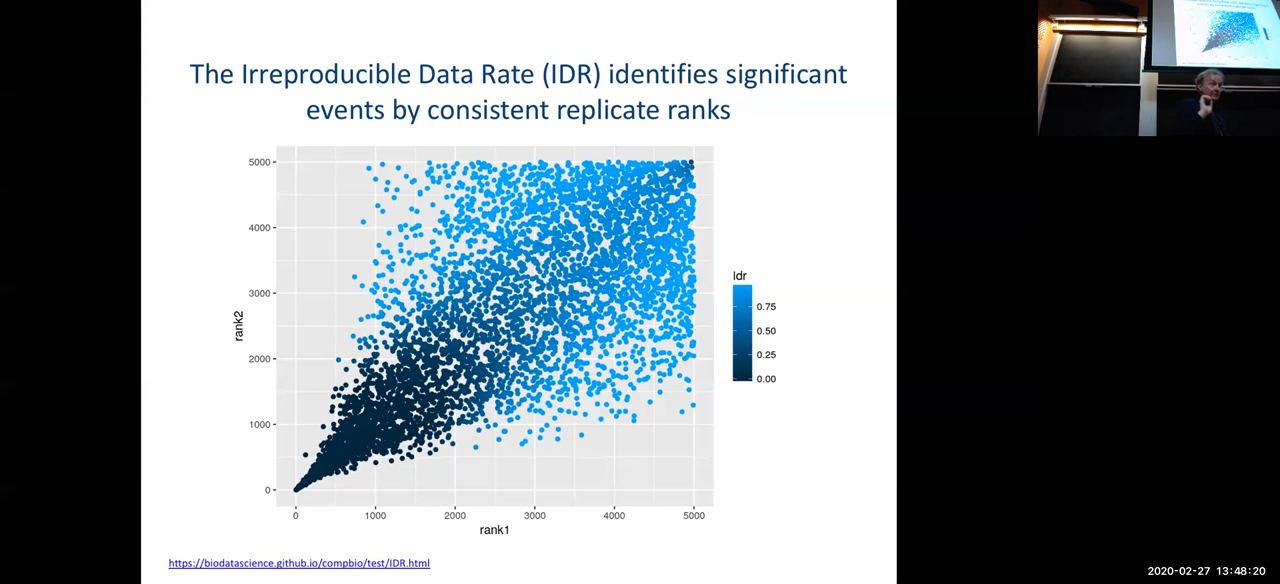 The Irreproducible Data Rate (IDR) identifies significant
events by consistent replicate ranks
5000
4000
3000
2000
1000
0
rank2
0 1000 2000 3000 4000 5000
rank1
Idr
0.75
0.50
0.25
0.00
https://biodatascience.github.io/compbio/test/IDR.html
2020-02-27 13:48:20